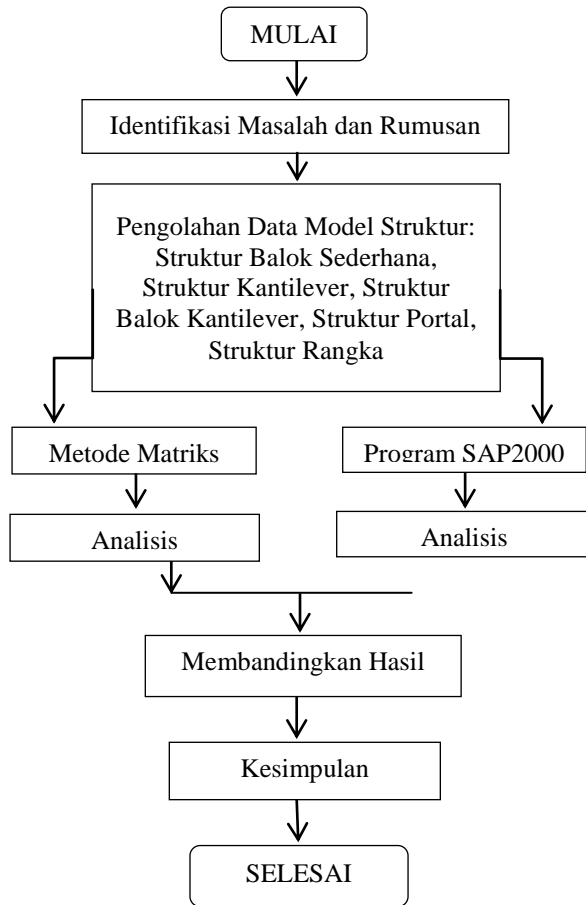 MULAI
Identifikasi Masalah dan Rumusan
Pengolahan Data Model Struktur:
Struktur Balok Sederhana,
Struktur Kantilever, Struktur
Balok Kantilever, Struktur Portal,
Struktur Rangka
Metode Matriks
Program SAP2000
Analisis
Analisis
Membandingkan Hasil
Kesimpulan
SELESAI